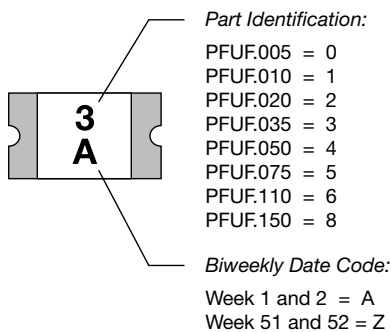 Part Identification:
PFUF.005 = 0
PFUF.010 = 1
PFUF.020 = 2
PFUF.035 = 3
PFUF.050 = 4
PFUF.075 = 5
PFUF.110 = 6
PFUF.150 = 8
3
A
Biweekly Date Code:
Week 1 and 2 = A
Week 51 and 52 = Z